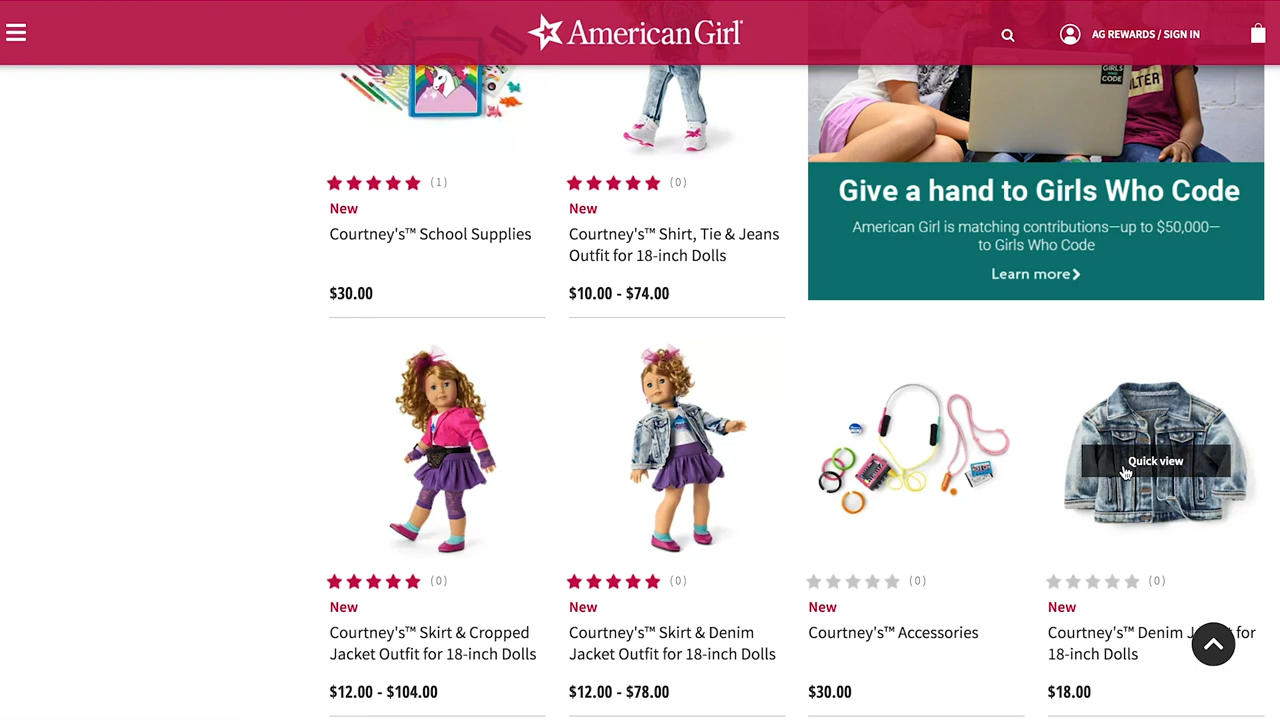 American Girl
AG REWARDS / SIGN IN
GIRLS
WHO
CODE
(1)
New
Courtney's™ School Supplies
$30.00
(0)
New
Courtney's™ Shirt, Tie & Jeans
Outfit for 18-inch Dolls
$10.00 - $74.00
Give a hand to Girls Who Code
American Girl is matching contributions—up to $50,000—
to Girls Who Code
Learn more
(0)
New
Courtney's™ Skirt & Cropped
Jacket Outfit for 18-inch Dolls
$12.00 - $104.00
(0)
New
Courtney's™ Skirt & Denim
Jacket Outfit for 18-inch Dolls
$12.00 - $78.00
(0)
New
Courtney's™ Accessories
$30.00
Quick view
(0)
New
Courtney's™ Denim J t for
18-inch Dolls
$18.00